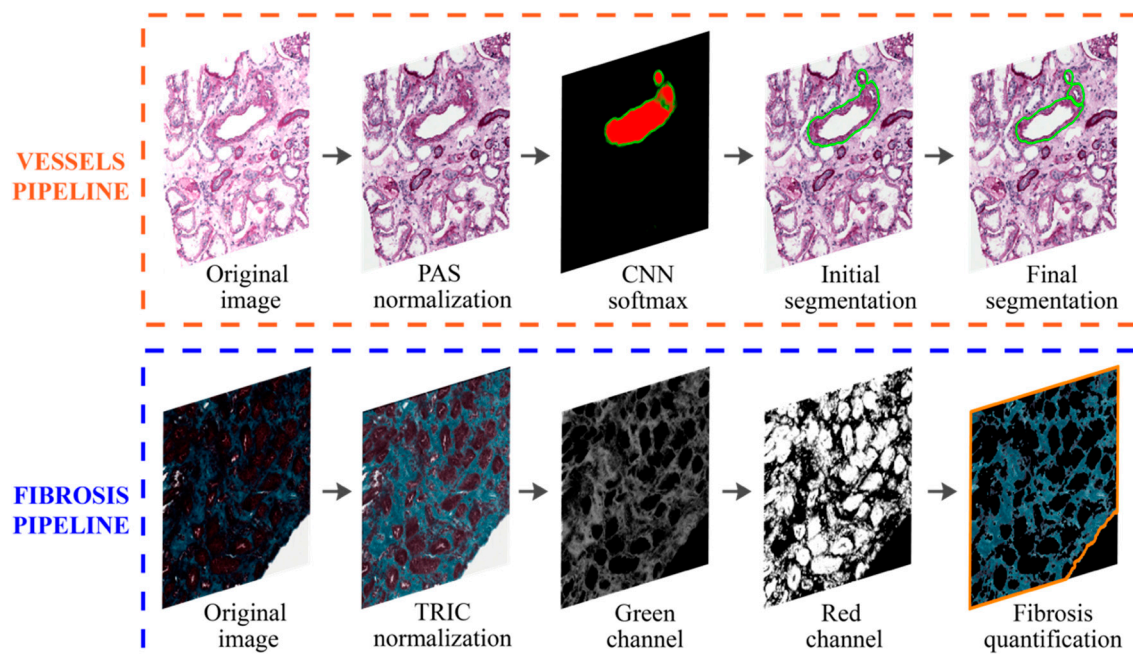 VESSELS
PIPELINE
Original
image
PAS
normalization
CNN
softmax
Initial
segmentation
Final
segmentation
FIBROSIS
PIPELINE
Original
image
TRIC
normalization
Green
channel
Red
channel
Fibrosis
quantification